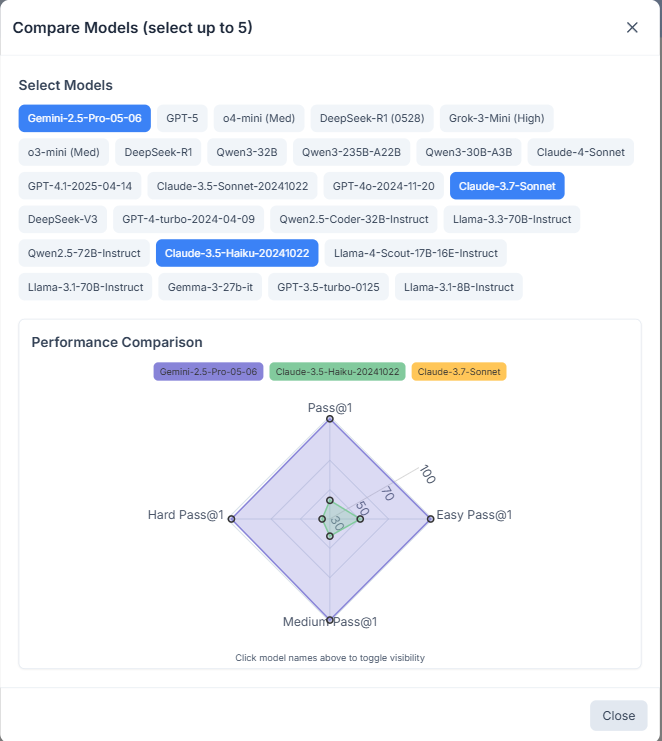 Compare Models (select up to 5)
Select Models
Gemini-2.5-Pro-05-06 GPT-5 o4-mini (Med) DeepSeek-R1 (0528) Grok-3-Mini (High)
o3-mini (Med) DeepSeek-R1 Qwen3-32B Qwen3-235B-A22B Qwen3-30B-A3B Claude-4-Sonnet
GPT-4.1-2025-04-14 Claude-3.5-Sonnet-20241022 GPT-4o-2024-11-20 Claude-3.7-Sonnet
DeepSeek-V3 GPT-4-turbo-2024-04-09 Qwen2.5-Coder-32B-Instruct Llama-3.3-70B-Instruct
Qwen2.5-72B-Instruct Claude-3.5-Haiku-20241022 Llama-4-Scout-17B-16E-Instruct
Llama-3.1-70B-Instruct Gemma-3-27b-it GPT-3.5-turbo-0125 Llama-3.1-8B-Instruct
Performance Comparison
Gemini-2.5-Pro-05-06 Claude-3.5-Haiku-20241022 Claude-3.7-Sonnet
Pass@1
100
70
50
30
Hard Pass@1
Easy Pass@1
Medium Pass@1
Click model names above to toggle visibility
Close